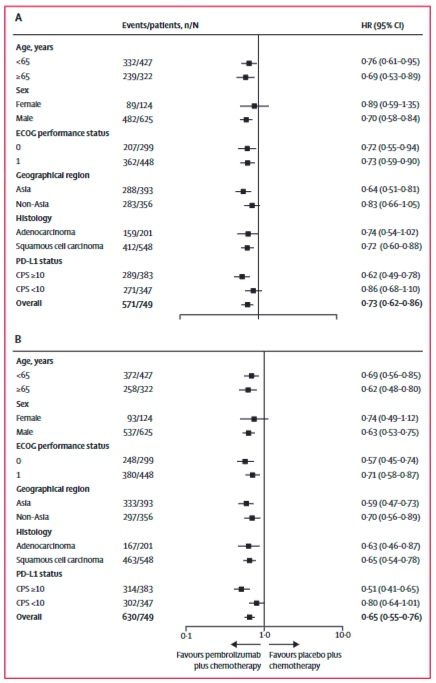 A
Events/patients, n/N HR (95% CI)
Age, years
<65 332/427 0·76 (0·61–0·95)
≥65 239/322 0·69 (0·53–0·89)
Sex
Female 89/124 0·89 (0·59–1·35)
Male 482/625 0·70 (0·58–0·84)
ECOG performance status
0 207/299 0·72 (0·55–0·94)
1 362/448 0·73 (0·59–0·90)
Geographical region
Asia 288/393 0·64 (0·51–0·81)
Non-Asia 283/356 0·83 (0·66–1·05)
Histology
Adenocarcinoma 159/201 0·74 (0·54–1·02)
Squamous cell carcinoma 412/548 0·72 (0·60–0·88)
PD-L1 status
CPS ≥10 289/383 0·62 (0·49–0·78)
CPS <10 271/347 0·86 (0·68–1·10)
Overall 571/749 0·73 (0·62–0·86)
B
Age, years
<65 372/427 0·69 (0·56–0·85)
≥65 258/322 0·62 (0·48–0·80)
Sex
Female 93/124 0·74 (0·49–1·12)
Male 537/625 0·63 (0·53–0·75)
ECOG performance status
0 248/299 0·57 (0·45–0·74)
1 380/448 0·71 (0·58–0·87)
Geographical region
Asia 333/393 0·59 (0·47–0·73)
Non-Asia 297/356 0·70 (0·56–0·89)
Histology
Adenocarcinoma 167/201 0·63 (0·46–0·87)
Squamous cell carcinoma 463/548 0·65 (0·54–0·78)
PD-L1 status
CPS ≥10 314/383 0·51 (0·41–0·65)
CPS <10 302/347 0·80 (0·64–1·01)
Overall 630/749 0·65 (0·55–0·76)
0·1 1·0 10·0
Favours pembrolizumab Favours placebo plus
plus chemotherapy chemotherapy